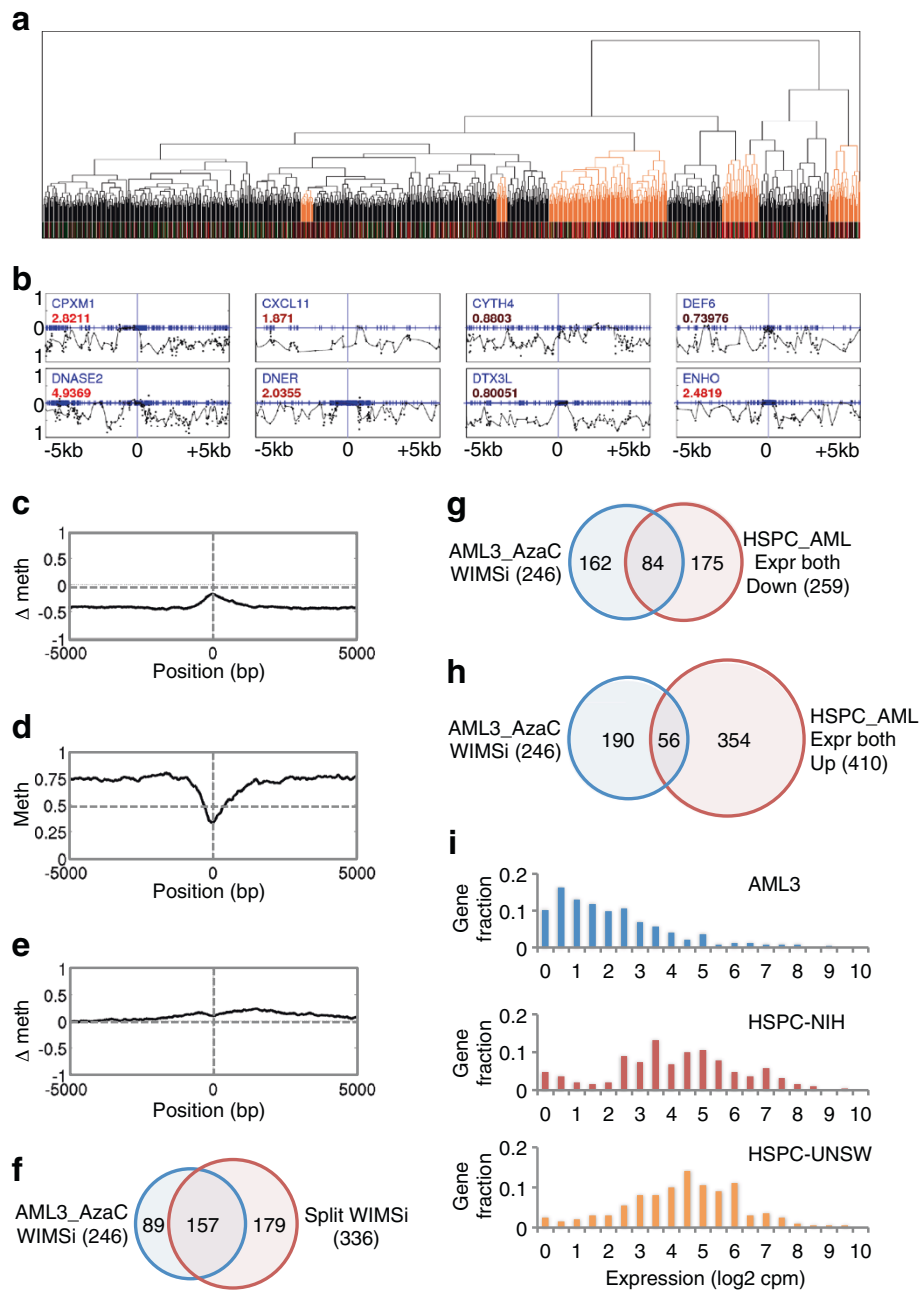 a
b
1
0
1
CPXM1
2.8211
CXCL11
1.871
CYTH4
0.8803
DEF6
0.73976
1
0
1
DNASE2
4.9369
DNER
2.0355
DTX3L
0.80051
ENHO
2.4819
-5kb 0 +5kb
-5kb 0 +5kb
-5kb 0 +5kb
-5kb 0 +5kb
c
Δ meth
1
0.5
0
-0.5
-1
-5000 0 5000
Position (bp)
d
Meth
1
0.75
0.5
0.25
0
-5000 0 5000
Position (bp)
e
Δ meth
1
0.5
0
-0.5
-1
-5000 0 5000
Position (bp)
f
AML3_AzaC
WIMSi (246)
89 157 179
Split WIMSi
(336)
g
AML3_AzaC
WIMSi (246)
162 84 175
HSPC_AML
Expr both
Down (259)
h
AML3_AzaC
WIMSi (246)
190 56 354
HSPC_AML
Expr both
Up (410)
i
Gene
fraction
0.2
0.1
0
AML3
0 1 2 3 4 5 6 7 8 9 10
Gene
fraction
0.2
0.1
0
HSPC-NIH
0 1 2 3 4 5 6 7 8 9 10
Gene
fraction
0.2
0.1
0
HSPC-UNSW
0 1 2 3 4 5 6 7 8 9 10
Expression (log2 cpm)